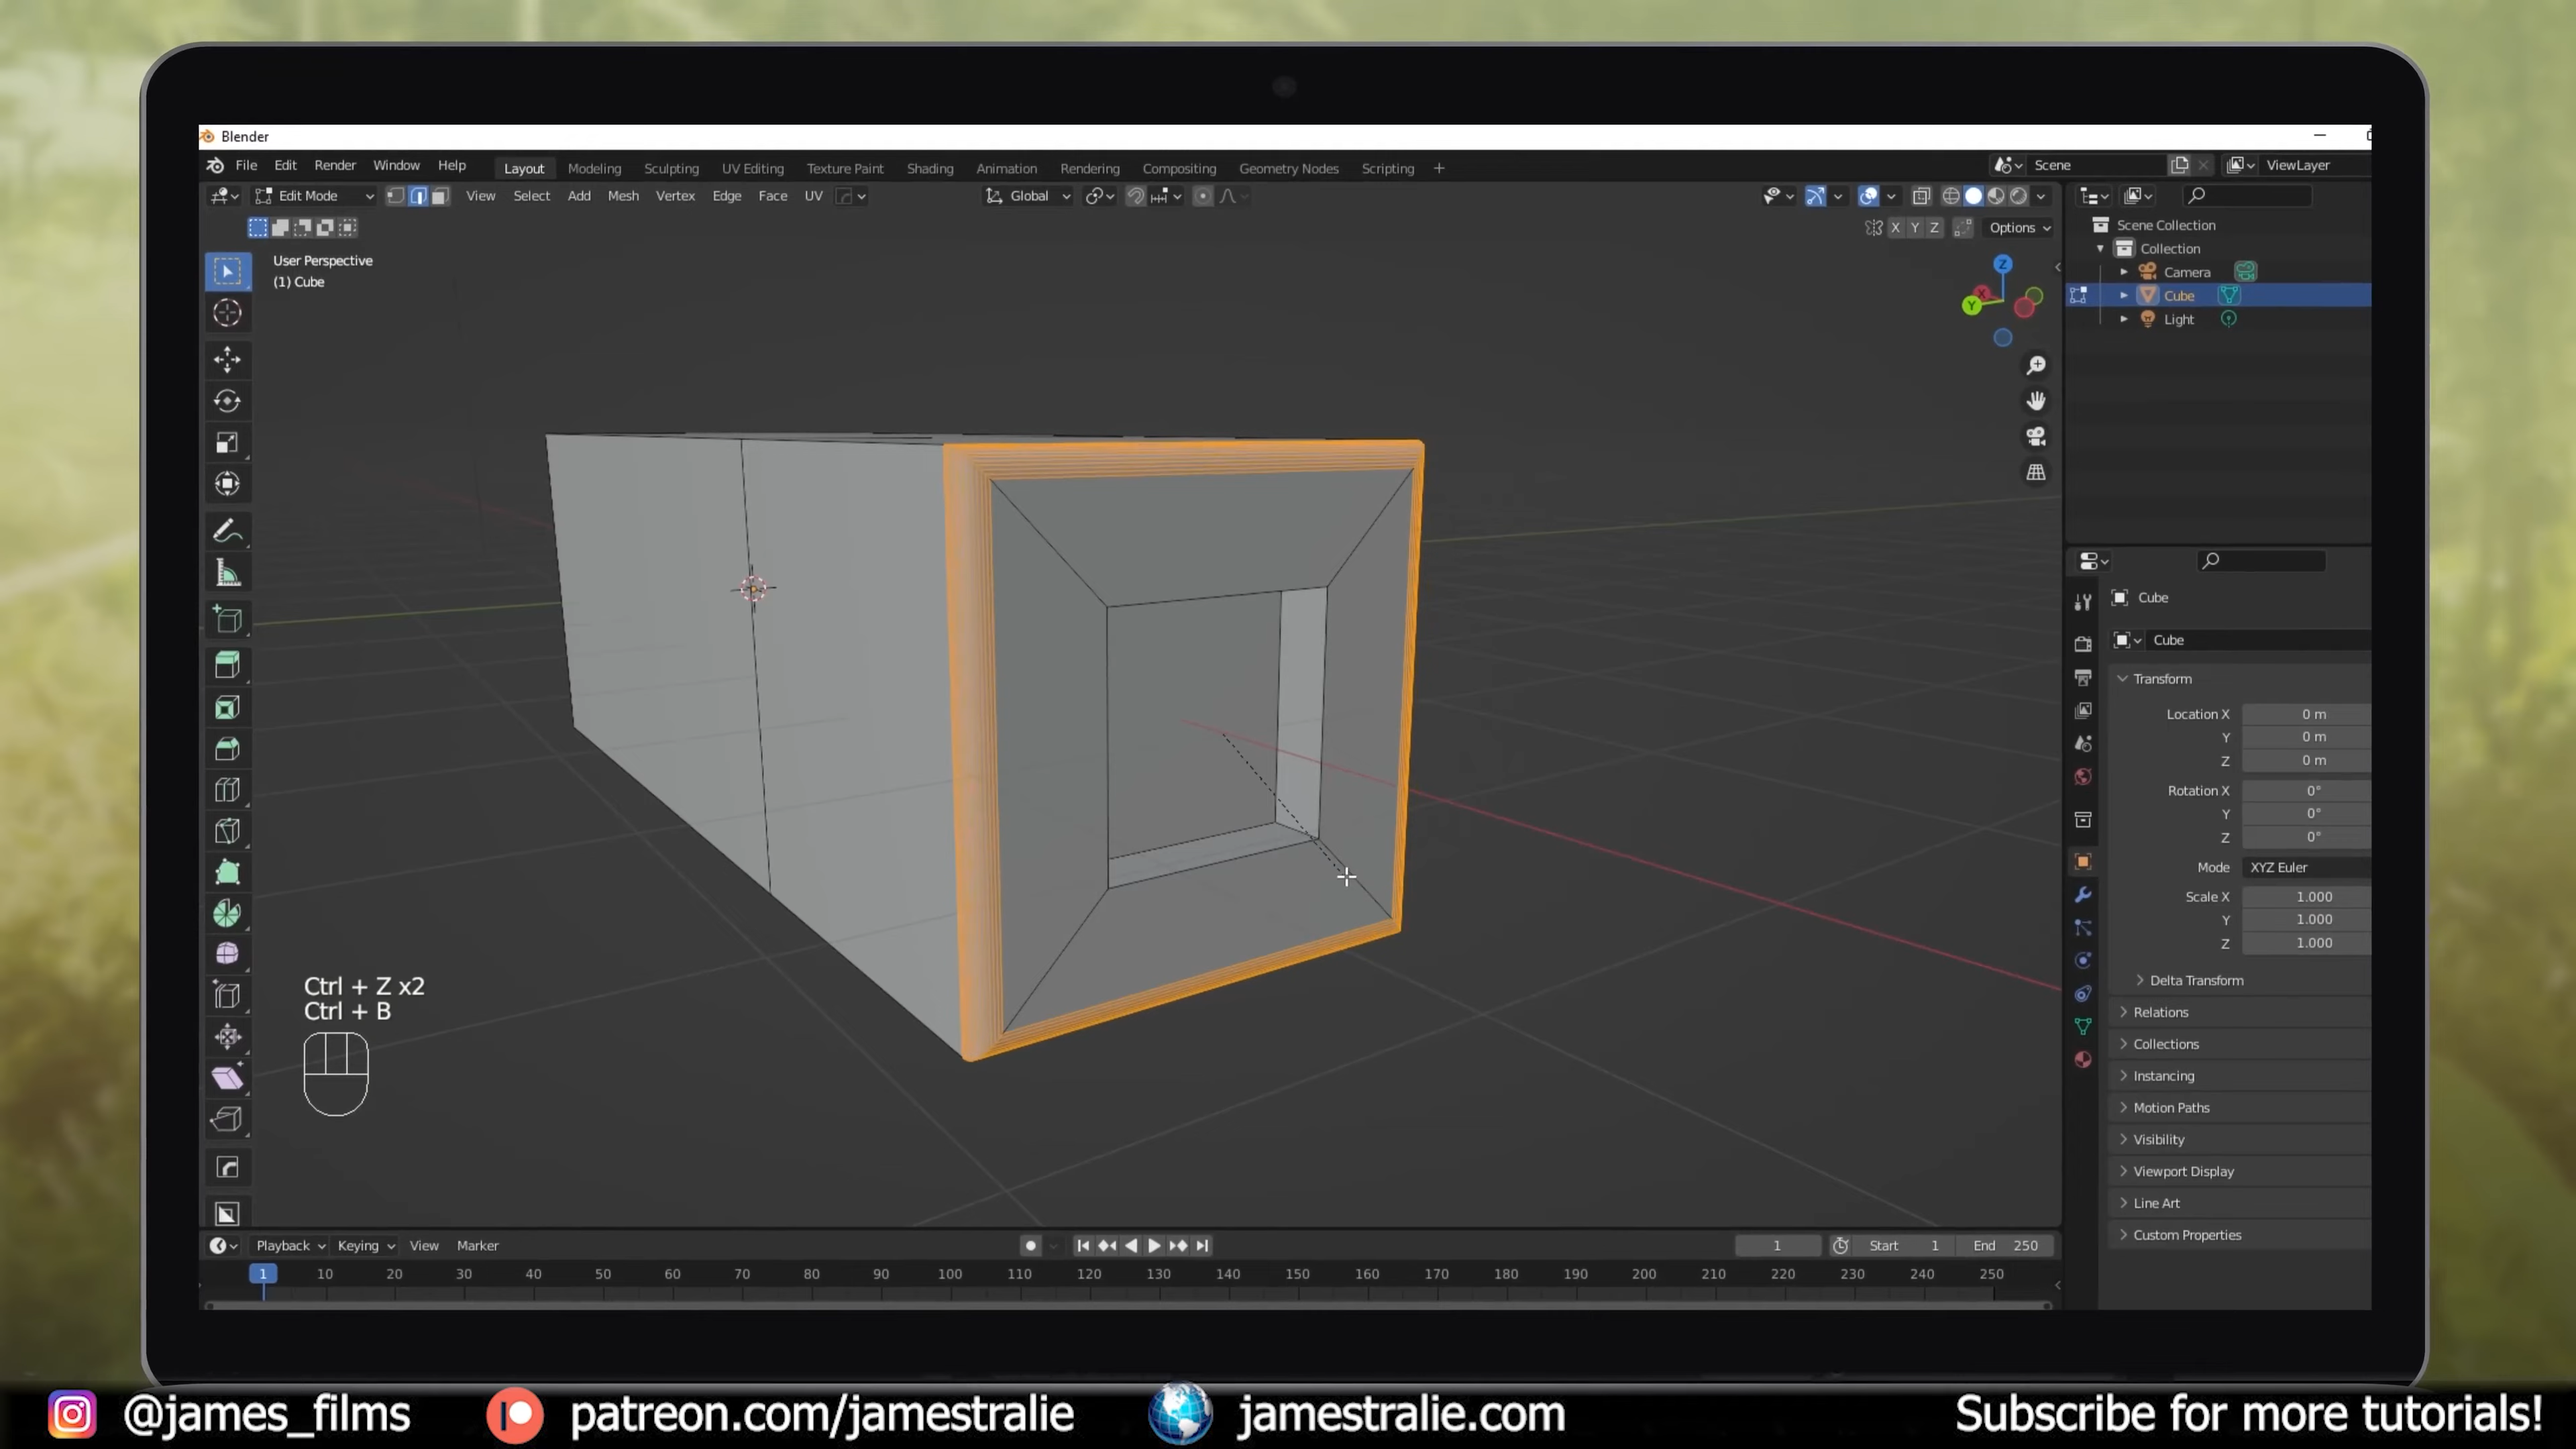 Blender
File Edit Render Window Help Layout Modeling Sculpting UV Editing Texture Paint Shading Animation Rendering Compositing Geometry Nodes Scripting + Scene ViewLayer
Edit Mode View Select Add Mesh Vertex Edge Face UV Global
X Y Z Options
User Perspective
(1) Cube
Z
X
Y
Scene Collection
Collection
Camera
Cube
Light
Cube
Cube
Transform
Location X 0 m
Y 0 m
Z 0 m
Rotation X 0°
Y 0°
Z 0°
Mode XYZ Euler
Scale X 1.000
Y 1.000
Z 1.000
Delta Transform
Relations
Collections
Instancing
Motion Paths
Visibility
Viewport Display
Line Art
Custom Properties
Ctrl + Z x2
Ctrl + B
Playback Keying View Marker 1 Start 1 End 250
1 10 20 30 40 50 60 70 80 90 100 110 120 130 140 150 160 170 180 190 200 210 220 230 240 250
@james_films patreon.com/jamestralie jamestralie.com Subscribe for more tutorials!